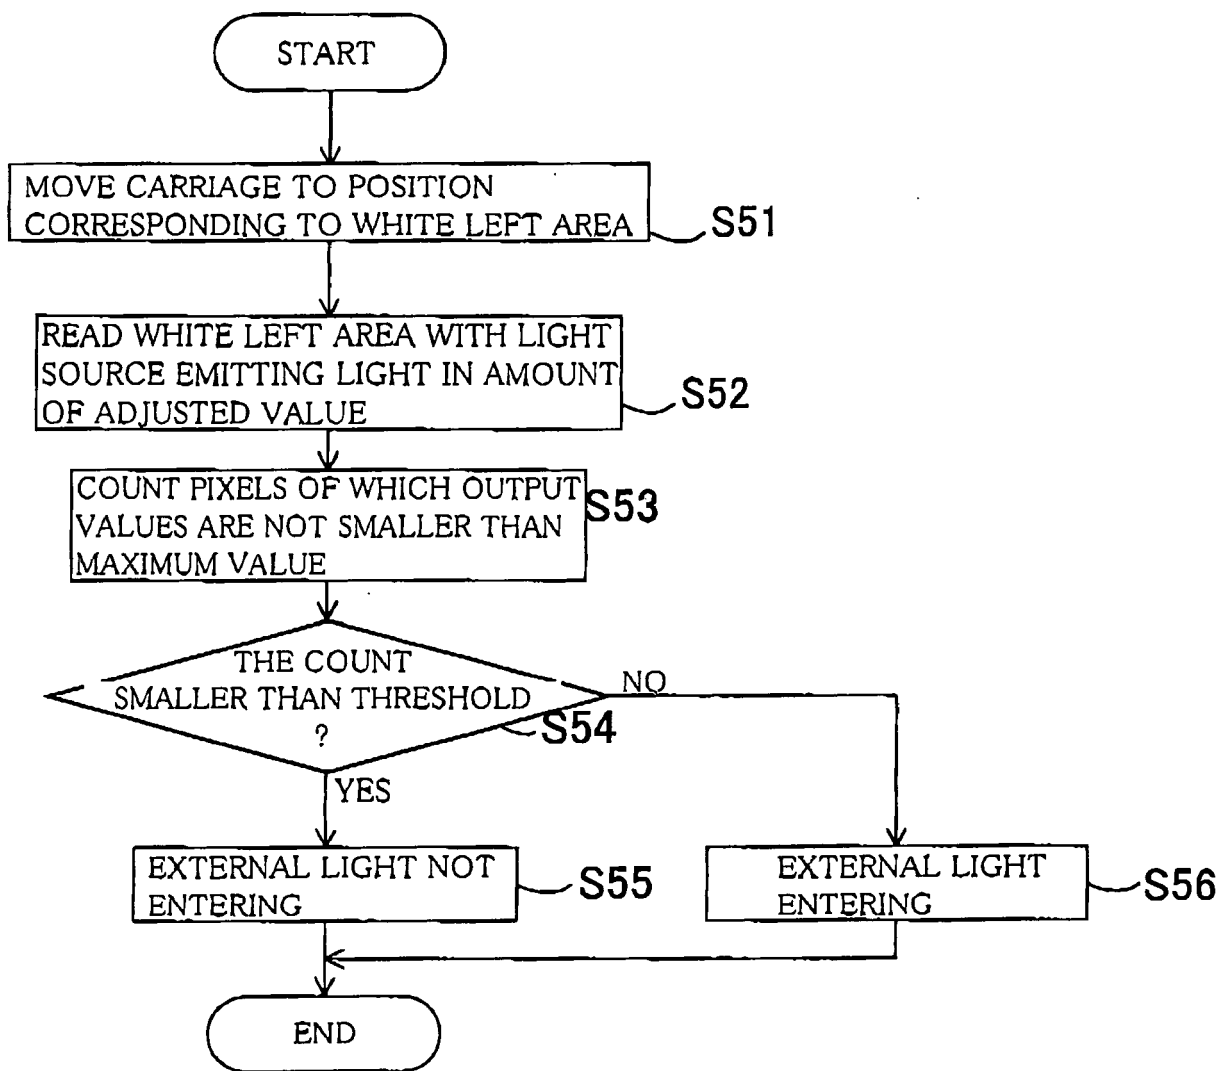 START
MOVE CARRIAGE TO POSITION
CORRESPONDING TO WHITE LEFT AREA
S51
READ WHITE LEFT AREA WITH LIGHT
SOURCE EMITTING LIGHT IN AMOUNT
OF ADJUSTED VALUE
S52
COUNT PIXELS OF WHICH OUTPUT
VALUES ARE NOT SMALLER THAN
MAXIMUM VALUE
S53
THE COUNT
SMALLER THAN THRESHOLD
?
S54
NO
YES
EXTERNAL LIGHT NOT
ENTERING
S55
EXTERNAL LIGHT
ENTERING
S56
END